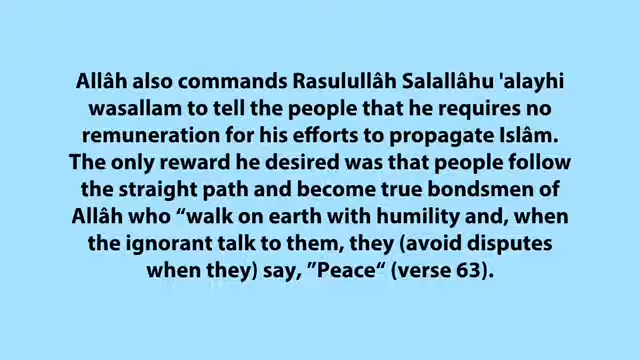 Allâh also commands Rasulullâh Salallâhu 'alayhi
wasallam to tell the people that he requires no
remuneration for his efforts to propagate Islâm.
The only reward he desired was that people follow
the straight path and become true bondsmen of
Allâh who “walk on earth with humility and, when
the ignorant talk to them, they (avoid disputes
when they) say, ”Peace“ (verse 63).